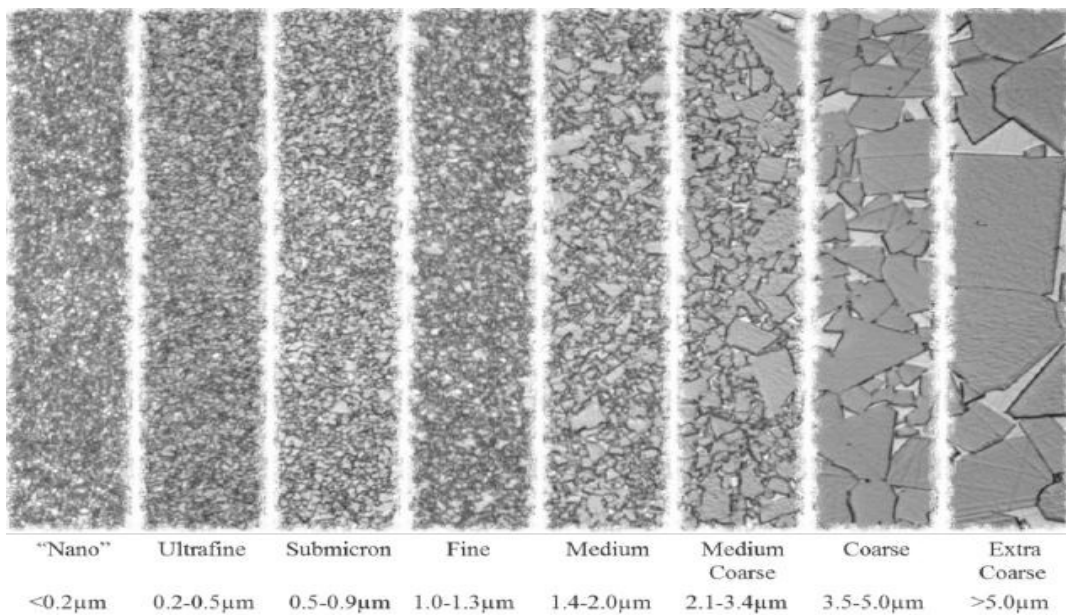 “Nano” Ultrafine Submicron Fine Medium Medium Coarse Coarse Extra Coarse
<0.2µm 0.2-0.5µm 0.5-0.9µm 1.0-1.3µm 1.4-2.0µm 2.1-3.4µm 3.5-5.0µm >5.0µm